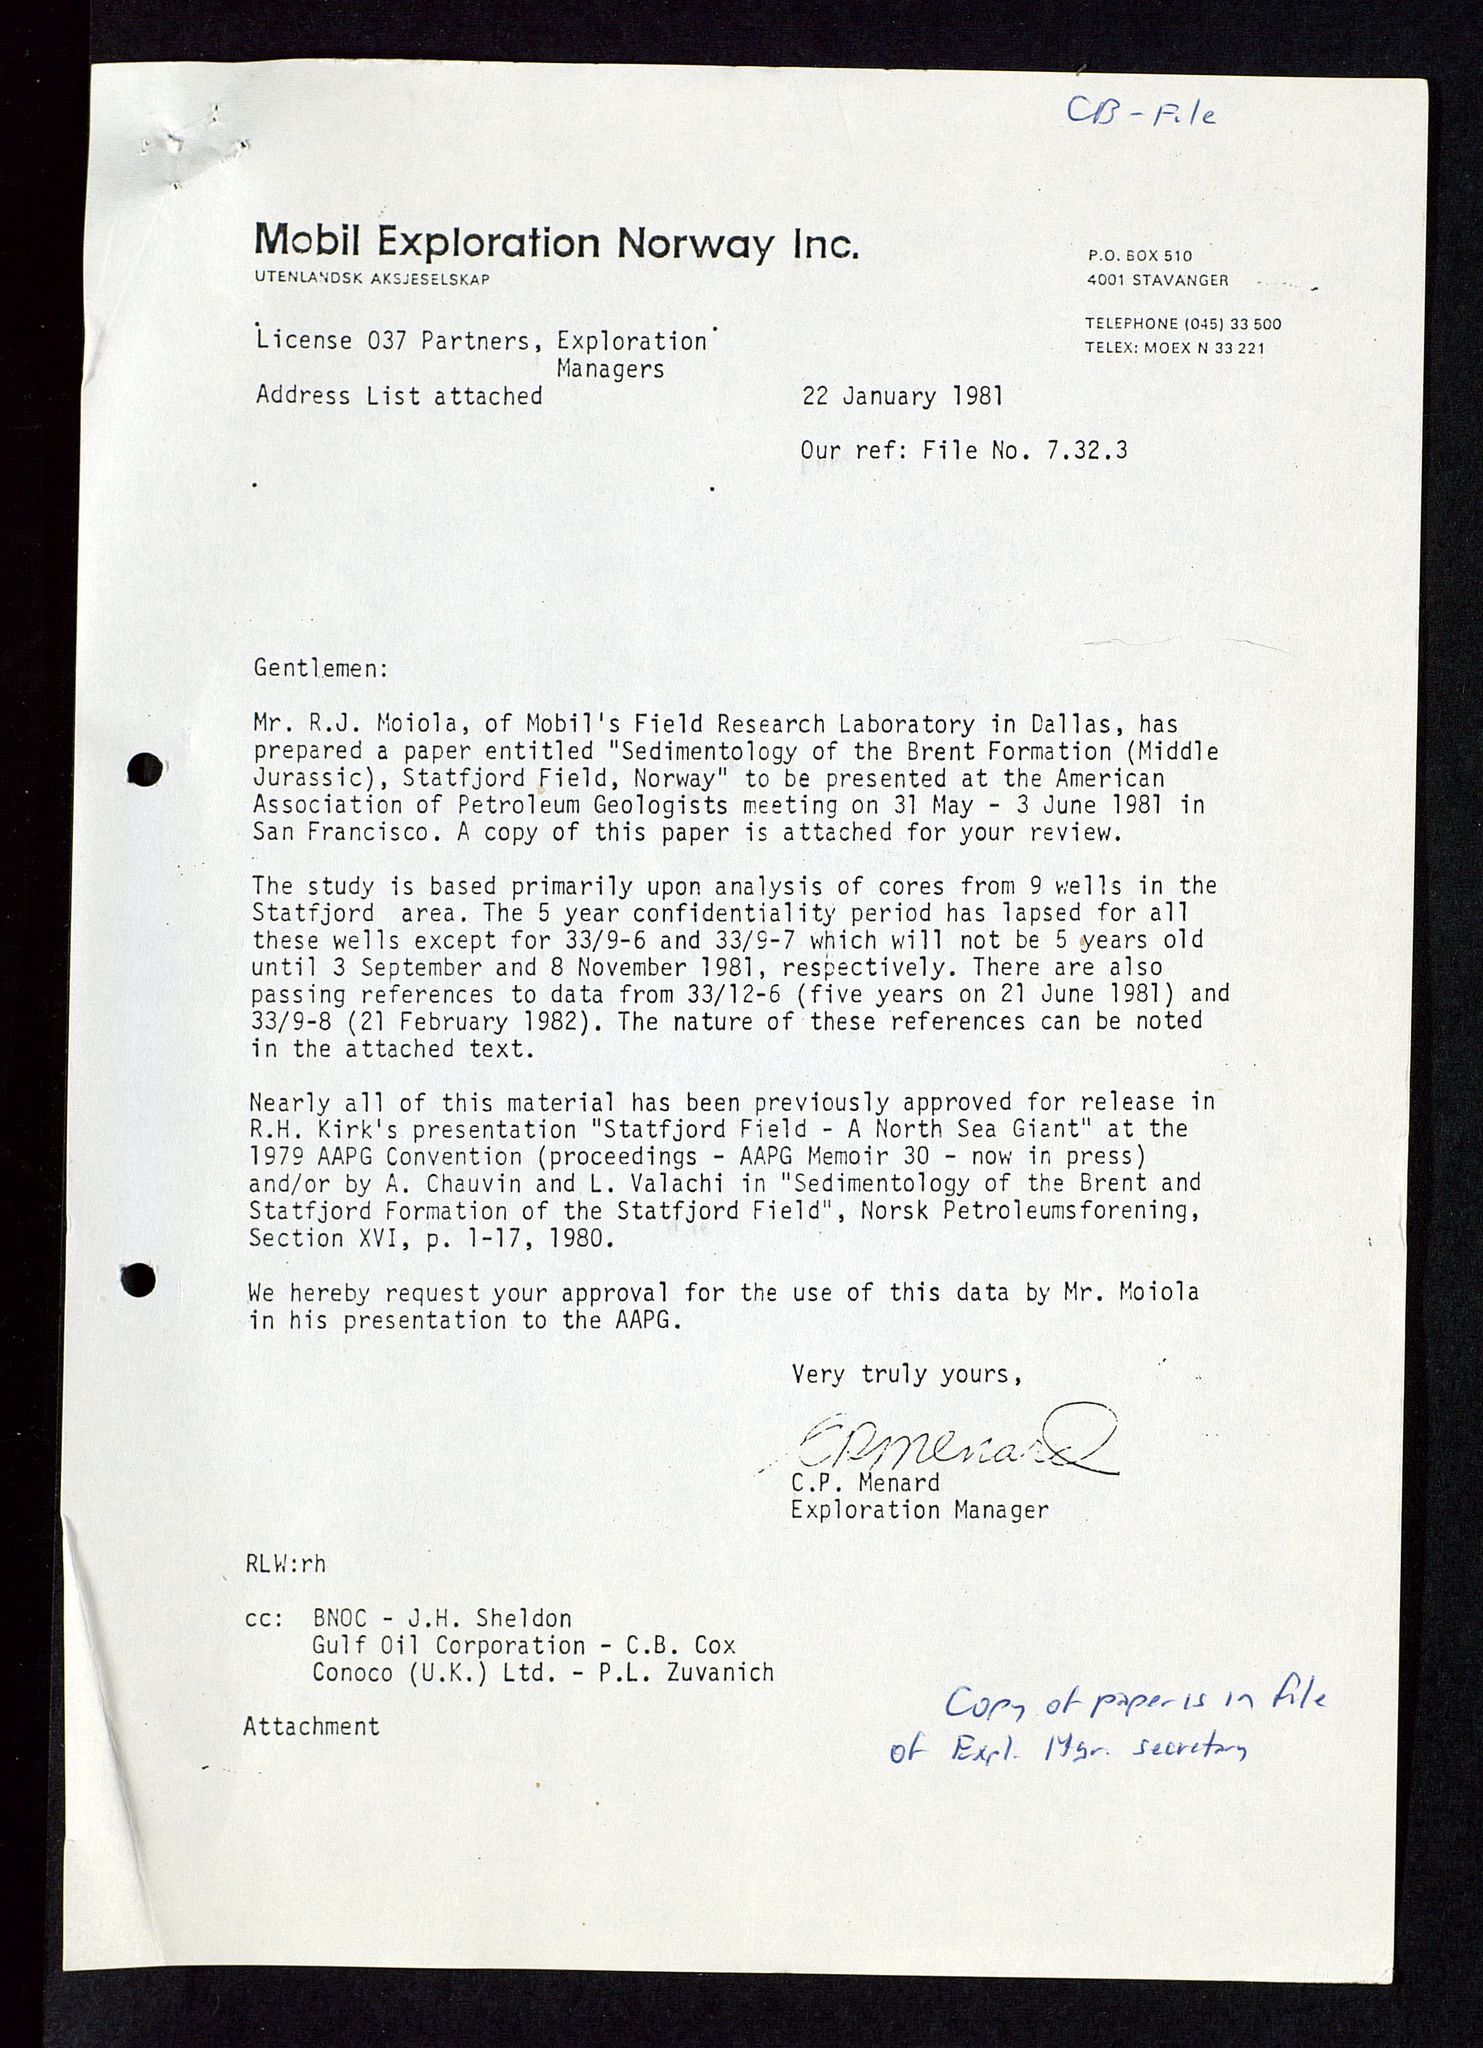 CB - File
Mobil Exploration Norway Inc.
UTENLANDSK AKSJESELSKAP
P.O. BOX 510
4001 STAVANGER
TELEPHONE (045) 33 500
TELEX: MOEX N 33 221
License 037 Partners, Exploration
Managers
Address List attached
22 January 1981
Our ref: File No. 7.32.3
Gentlemen:
Mr. R.J. Moiola, of Mobil's Field Research Laboratory in Dallas, has
prepared a paper entitled "Sedimentology of the Brent Formation (Middle
Jurassic), Statfjord Field, Norway" to be presented at the American
Association of Petroleum Geologists meeting on 31 May - 3 June 1981 in
San Francisco. A copy of this paper is attached for your review.
The study is based primarily upon analysis of cores from 9 wells in the
Statfjord area. The 5 year confidentiality period has lapsed for all
these wells except for 33/9-6 and 33/9-7 which will not be 5 years old
until 3 September and 8 November 1981, respectively. There are also
passing references to data from 33/12-6 (five years on 21 June 1981) and
33/9-8 (21 February 1982). The nature of these references can be noted
in the attached text.
Nearly all of this material has been previously approved for release in
R.H. Kirk's presentation "Statfjord Field - A North Sea Giant" at the
1979 AAPG Convention (proceedings - AAPG Memoir 30 - now in press)
and/or by A. Chauvin and L. Valachi in "Sedimentology of the Brent and
Statfjord Formation of the Statfjord Field", Norsk Petroleumsforening,
Section XVI, p. 1-17, 1980.
We hereby request your approval for the use of this data by Mr. Moiola
in his presentation to the AAPG.
Very truly yours,
CPMenard
C.P. Menard
Exploration Manager
RLW:rh
cc: BNOC - J.H. Sheldon
Gulf Oil Corporation - C.B. Cox
Conoco (U.K.) Ltd. - P.L. Zuvanich
Attachment
Copy of paper is in file
of Expl. Mgr. secretary